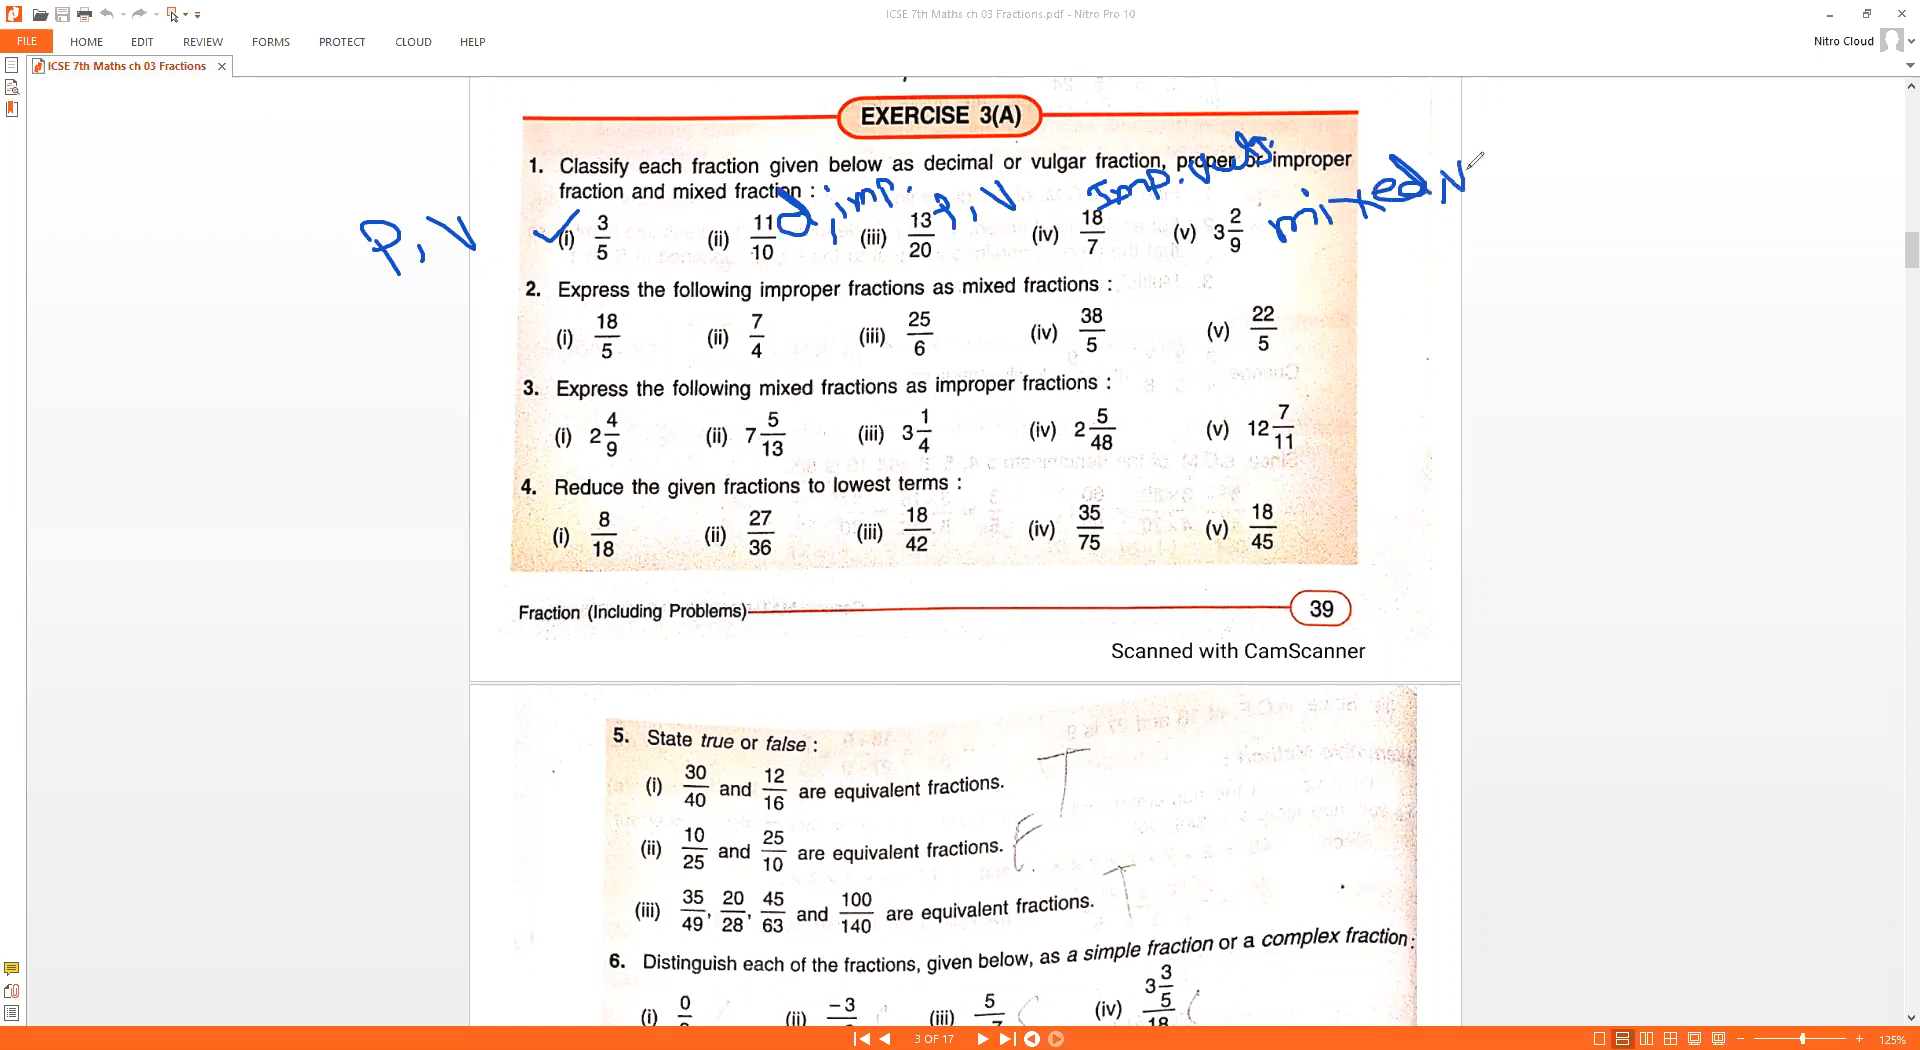 ICSE 7th Maths ch 03 Fractions.pdf - Nitro Pro 10
FILE HOME EDIT REVIEW FORMS PROTECT CLOUD HELP
Nitro Cloud
ICSE 7th Maths ch 03 Fractions ×
EXERCISE 3(A)
1. Classify each fraction given below as decimal or vulgar fraction, proper or improper
fraction and mixed fraction :
P, V
(i) 3/5 (ii) 11/10 d, imp. (iii) 13/20 P, V (iv) 18/7 Imp. (v) 3 2/9 mixed
2. Express the following improper fractions as mixed fractions :
(i) 18/5 (ii) 7/4 (iii) 25/6 (iv) 38/5 (v) 22/5
3. Express the following mixed fractions as improper fractions :
(i) 2 4/9 (ii) 7 5/13 (iii) 3 1/4 (iv) 2 5/48 (v) 12 7/11
4. Reduce the given fractions to lowest terms :
(i) 8/18 (ii) 27/36 (iii) 18/42 (iv) 35/75 (v) 18/45
Fraction (Including Problems) 39
Scanned with CamScanner
5. State true or false :
(i) 30/40 and 12/16 are equivalent fractions. T
(ii) 10/25 and 25/10 are equivalent fractions. F
(iii) 35/49, 20/28, 45/63 and 100/140 are equivalent fractions. T
6. Distinguish each of the fractions, given below, as a simple fraction or a complex fraction :
(i) 0 (ii) -3 (iii) 5 (iv) 3 3/5 / 18
3 OF 17
125%